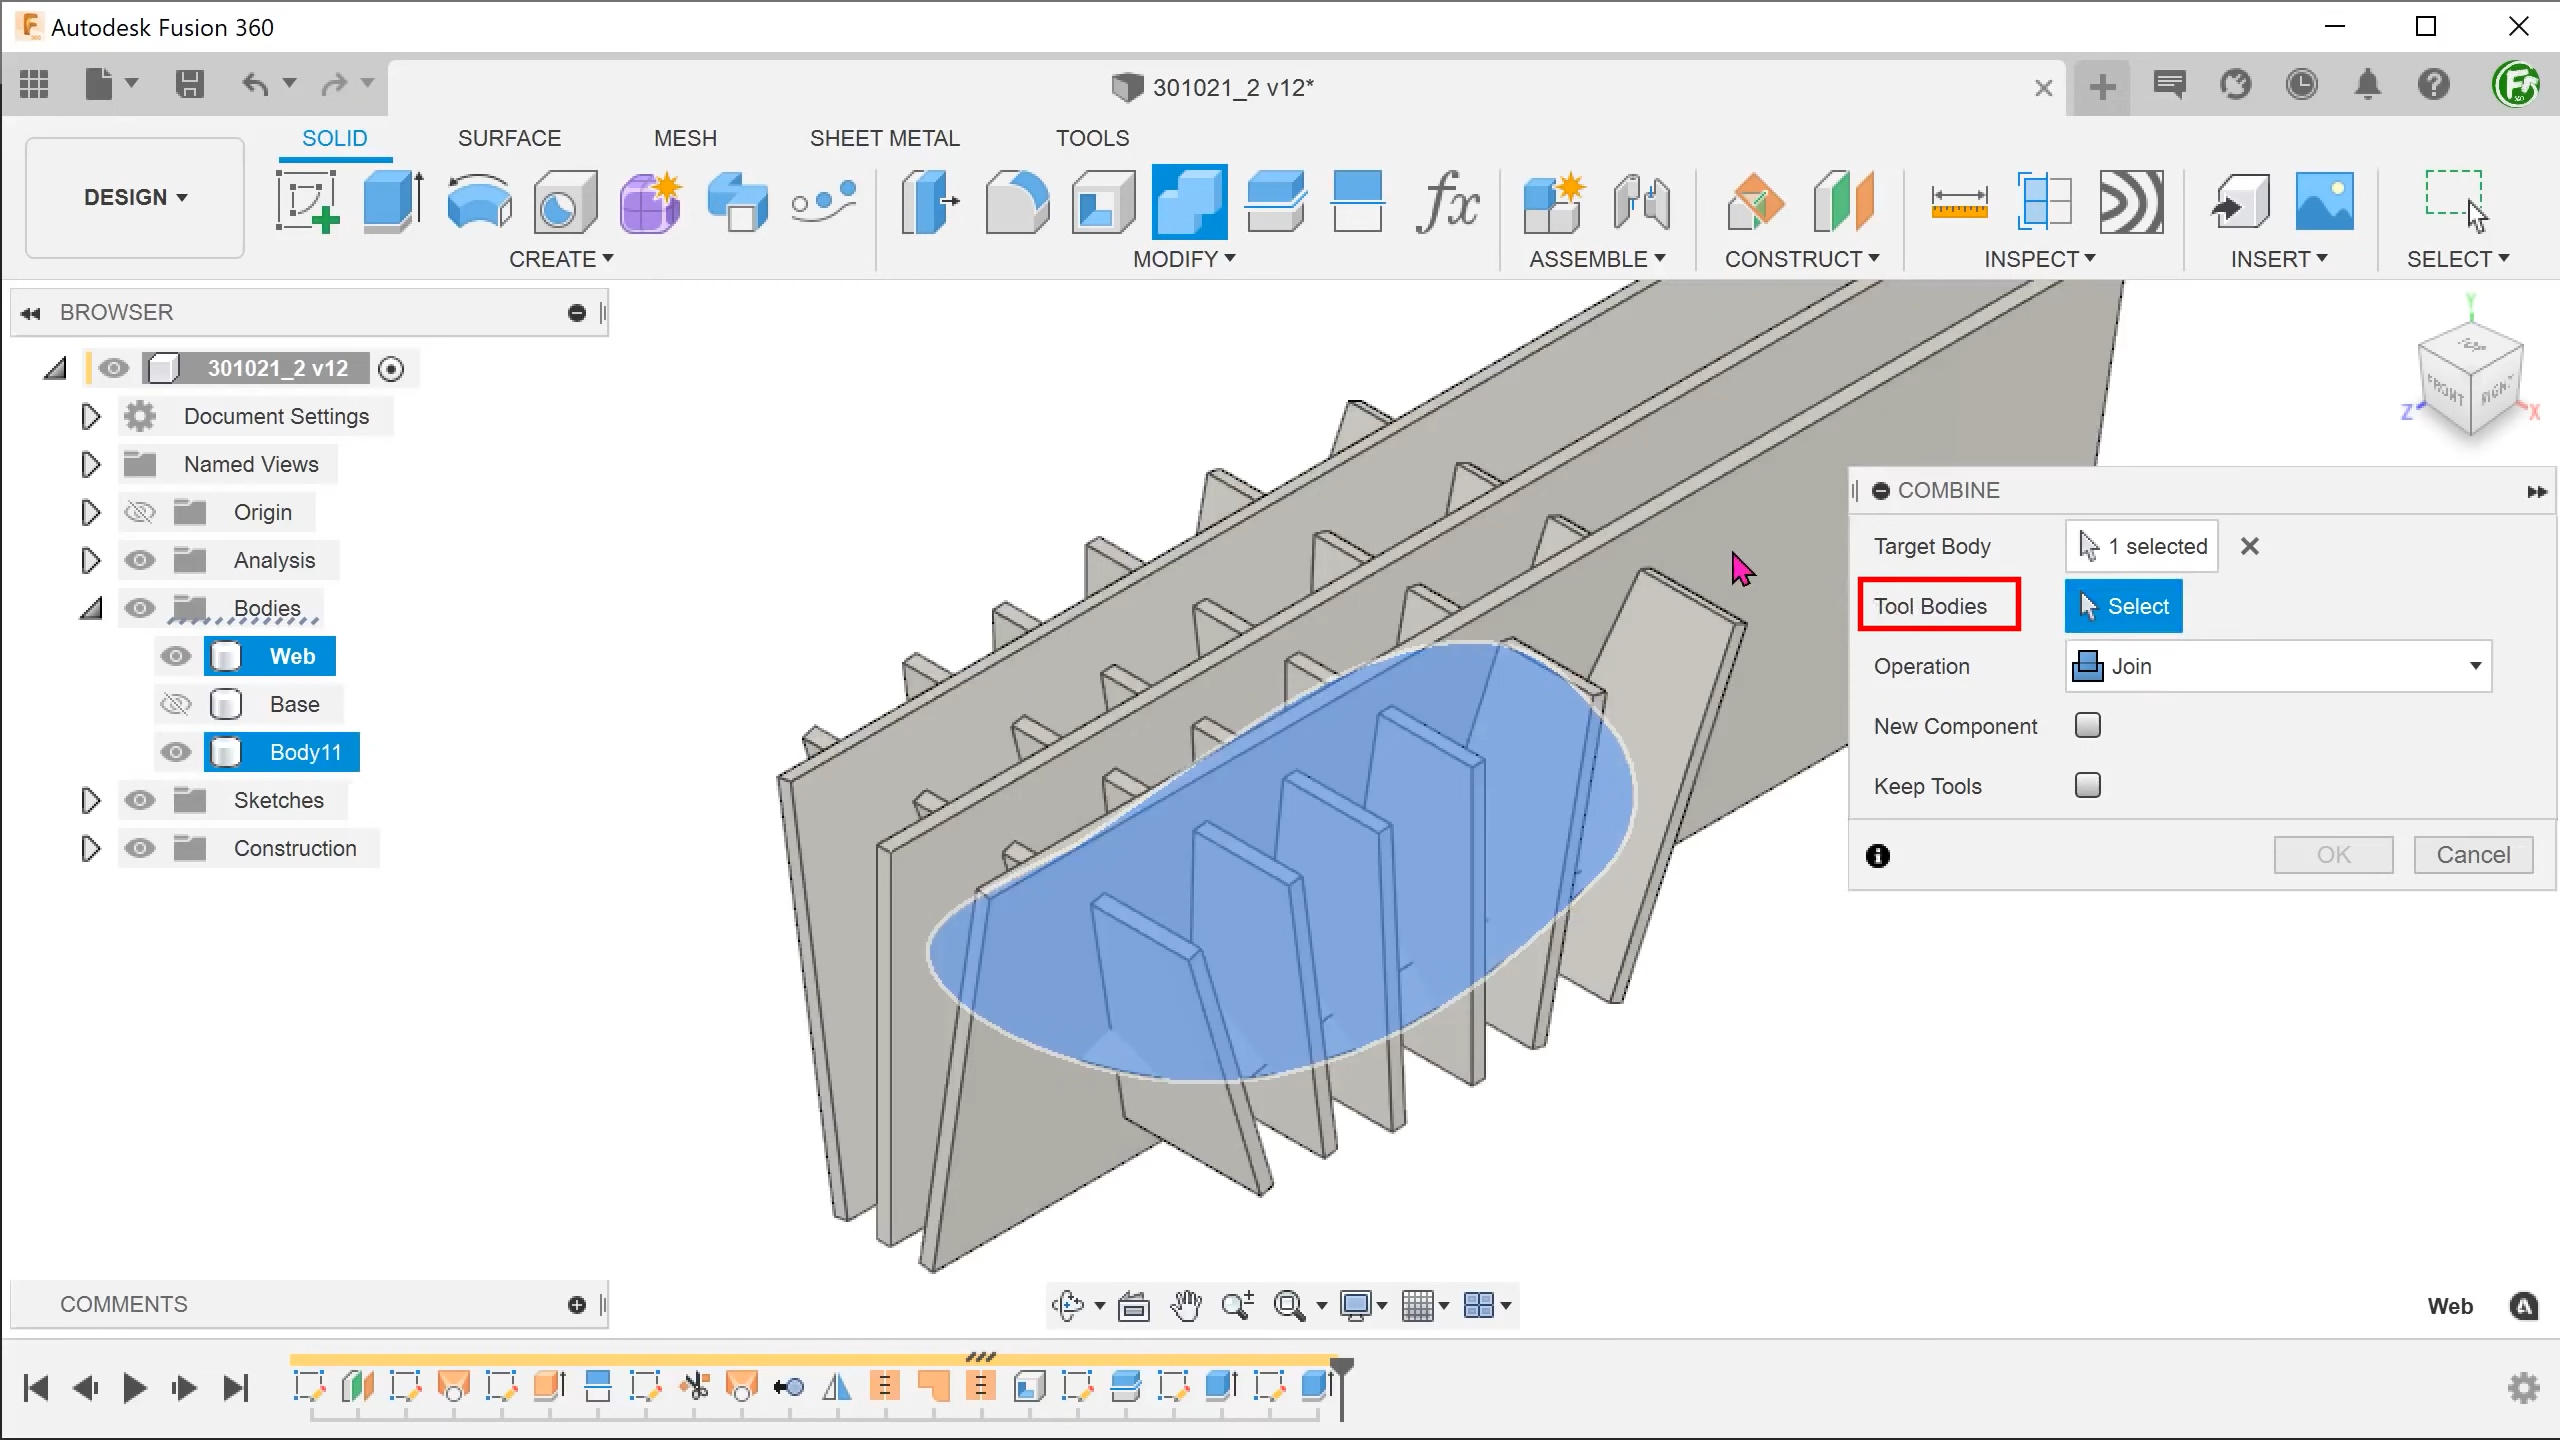 Autodesk Fusion 360
301021_2 v12*
SOLID
SURFACE
MESH
SHEET METAL
TOOLS
DESIGN
CREATE
MODIFY
ASSEMBLE
CONSTRUCT
INSPECT
INSERT
SELECT
BROWSER
301021_2 v12
Document Settings
Named Views
Origin
Analysis
Bodies
Web
Base
Body11
Sketches
Construction
Y
FRONT
RIGHT
Z
X
COMBINE
Target Body
1 selected
Tool Bodies
Select
Operation
Join
New Component
Keep Tools
OK
Cancel
COMMENTS
Web